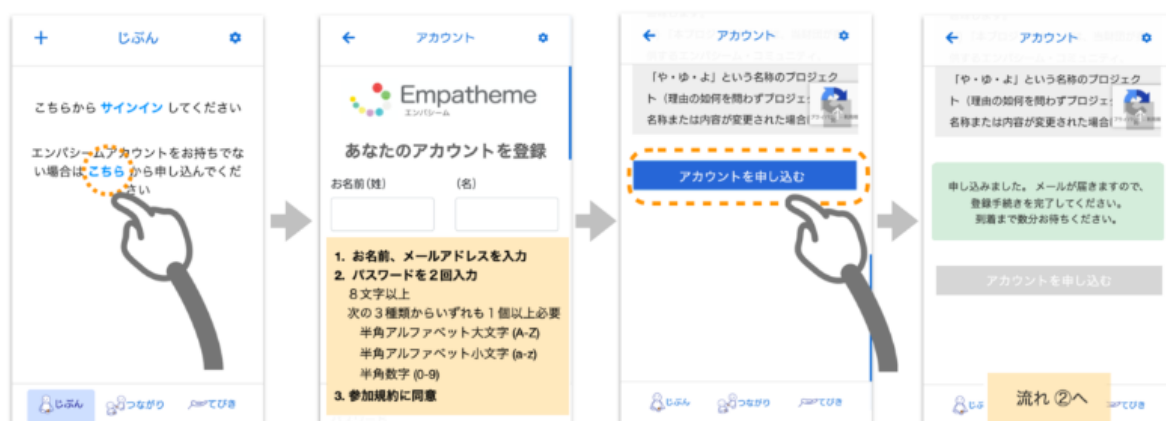 じぶん
こちらから サインイン してください
エンパシームアカウントをお持ちでな
い場合は こちら から申し込んでくだ
さい
じぶん
つながり
てびき
アカウント
Empatheme
エンパシーム
あなたのアカウントを登録
お名前(姓)
(名)
1. お名前、メールアドレスを入力
2. パスワードを2回入力
8文字以上
次の3種類からいずれも1個以上必要
半角アルファベット大文字 (A-Z)
半角アルファベット小文字 (a-z)
半角数字 (0-9)
3. 参加規約に同意
アカウント
「や・ゆ・よ」という名称のプロジェク
ト（理由の如何を問わずプロジェ
名称または内容が変更された場合
アカウントを申し込む
じぶん
つながり
てびき
アカウント
「や・ゆ・よ」という名称のプロジェク
ト（理由の如何を問わずプロジェ
名称または内容が変更された場合
申し込みました。 メールが届きますので、
登録手続きを完了してください。
到着まで数分お待ちください。
アカウントを申し込む
じぶ
流れ ②へ
てびき